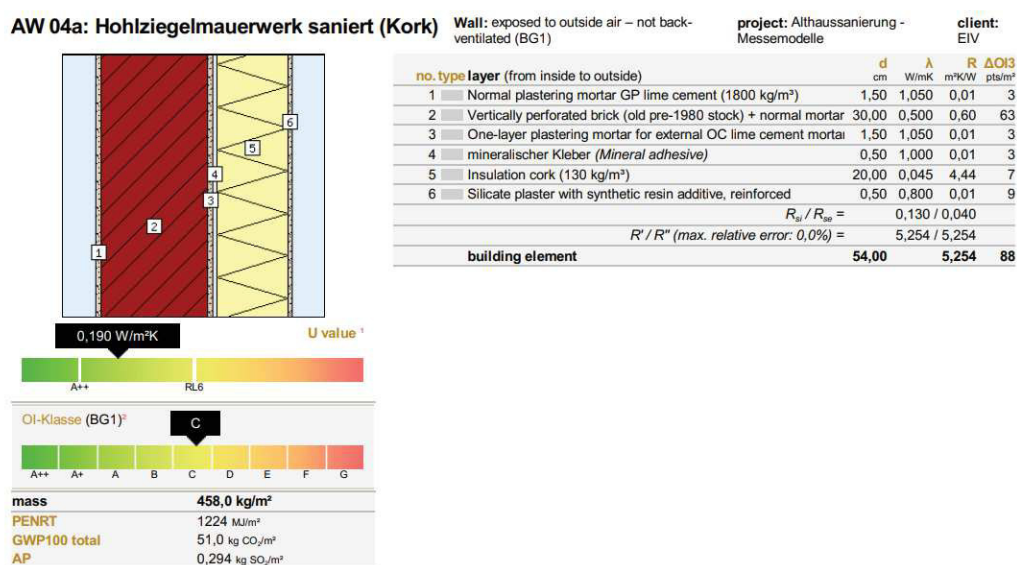 AW 04a: Hohlziegelmauerwerk saniert (Kork)
Wall: exposed to outside air – not back-
ventilated (BG1)
project: Althaussanierung -
Messemodelle
client:
EIV
d λ R ΔOI3
no. type layer (from inside to outside) cm W/mK m²K/W pts/m²
1 Normal plastering mortar GP lime cement (1800 kg/m³) 1,50 1,050 0,01 3
2 Vertically perforated brick (old pre-1980 stock) + normal mortar 30,00 0,500 0,60 63
3 One-layer plastering mortar for external OC lime cement mortar 1,50 1,050 0,01 3
4 mineralischer Kleber (Mineral adhesive) 0,50 1,000 0,01 3
5 Insulation cork (130 kg/m³) 20,00 0,045 4,44 7
6 Silicate plaster with synthetic resin additive, reinforced 0,50 0,800 0,01 9
Rsi / Rse = 0,130 / 0,040
R' / R" (max. relative error: 0,0%) = 5,254 / 5,254
building element 54,00 5,254 88
6
5
4
3
2
1
0,190 W/m²K
U value ¹
A++ RL6
OI-Klasse (BG1)²
C
A++ A+ A B C D E F G
mass 458,0 kg/m²
PENRT 1224 MJ/m²
GWP100 total 51,0 kg CO₂/m²
AP 0,294 kg SO₂/m²